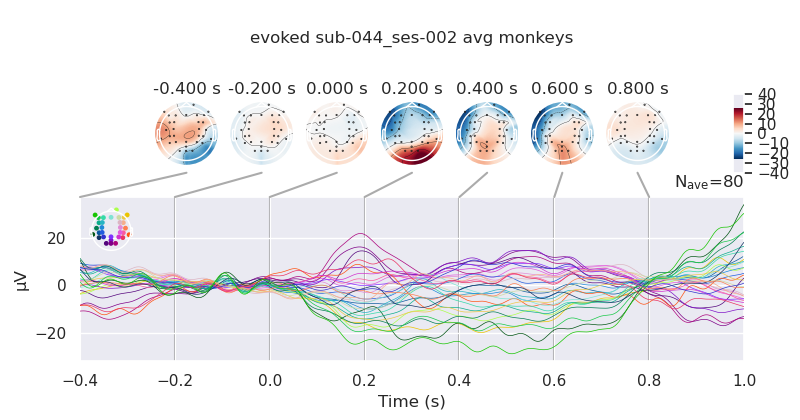 evoked sub-044_ses-002 avg monkeys
-0.400 s -0.200 s 0.000 s 0.200 s 0.400 s 0.600 s 0.800 s
40
30
20
10
0
−10
−20
−30
−40
Nave=80
20
0
−20
µV
−0.4 −0.2 0.0 0.2 0.4 0.6 0.8 1.0
Time (s)